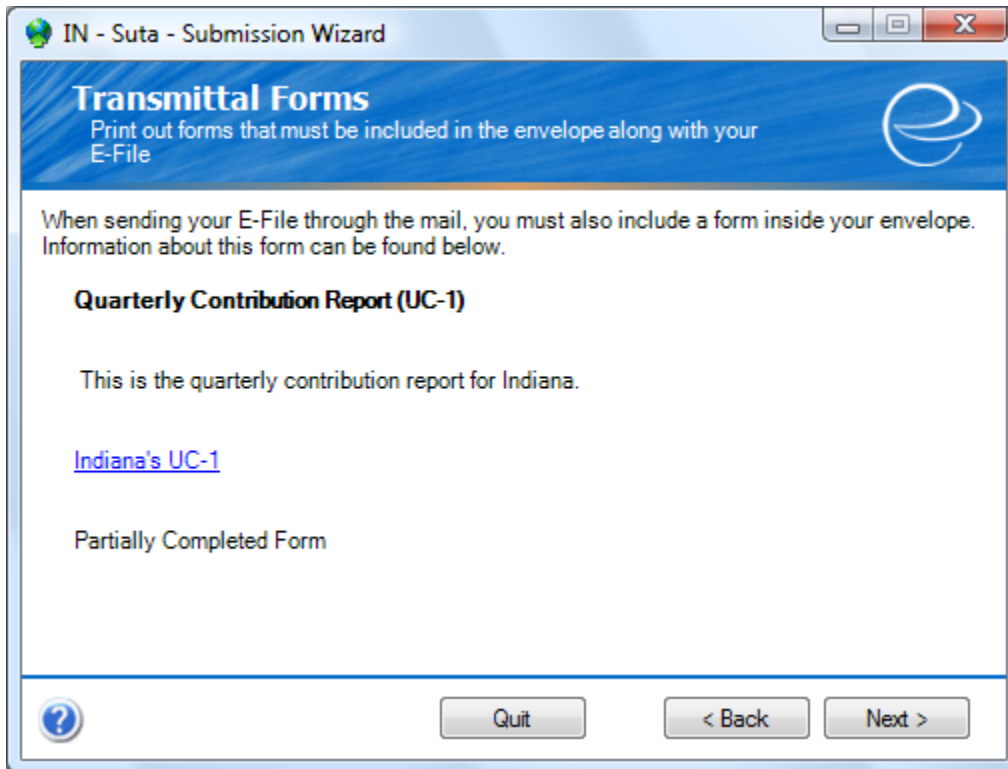 IN - Suta - Submission Wizard
Transmittal Forms
Print out forms that must be included in the envelope along with your
E-File
When sending your E-File through the mail, you must also include a form inside your envelope.
Information about this form can be found below.
Quarterly Contribution Report (UC-1)
This is the quarterly contribution report for Indiana.
Indiana's UC-1
Partially Completed Form
Quit
< Back
Next >